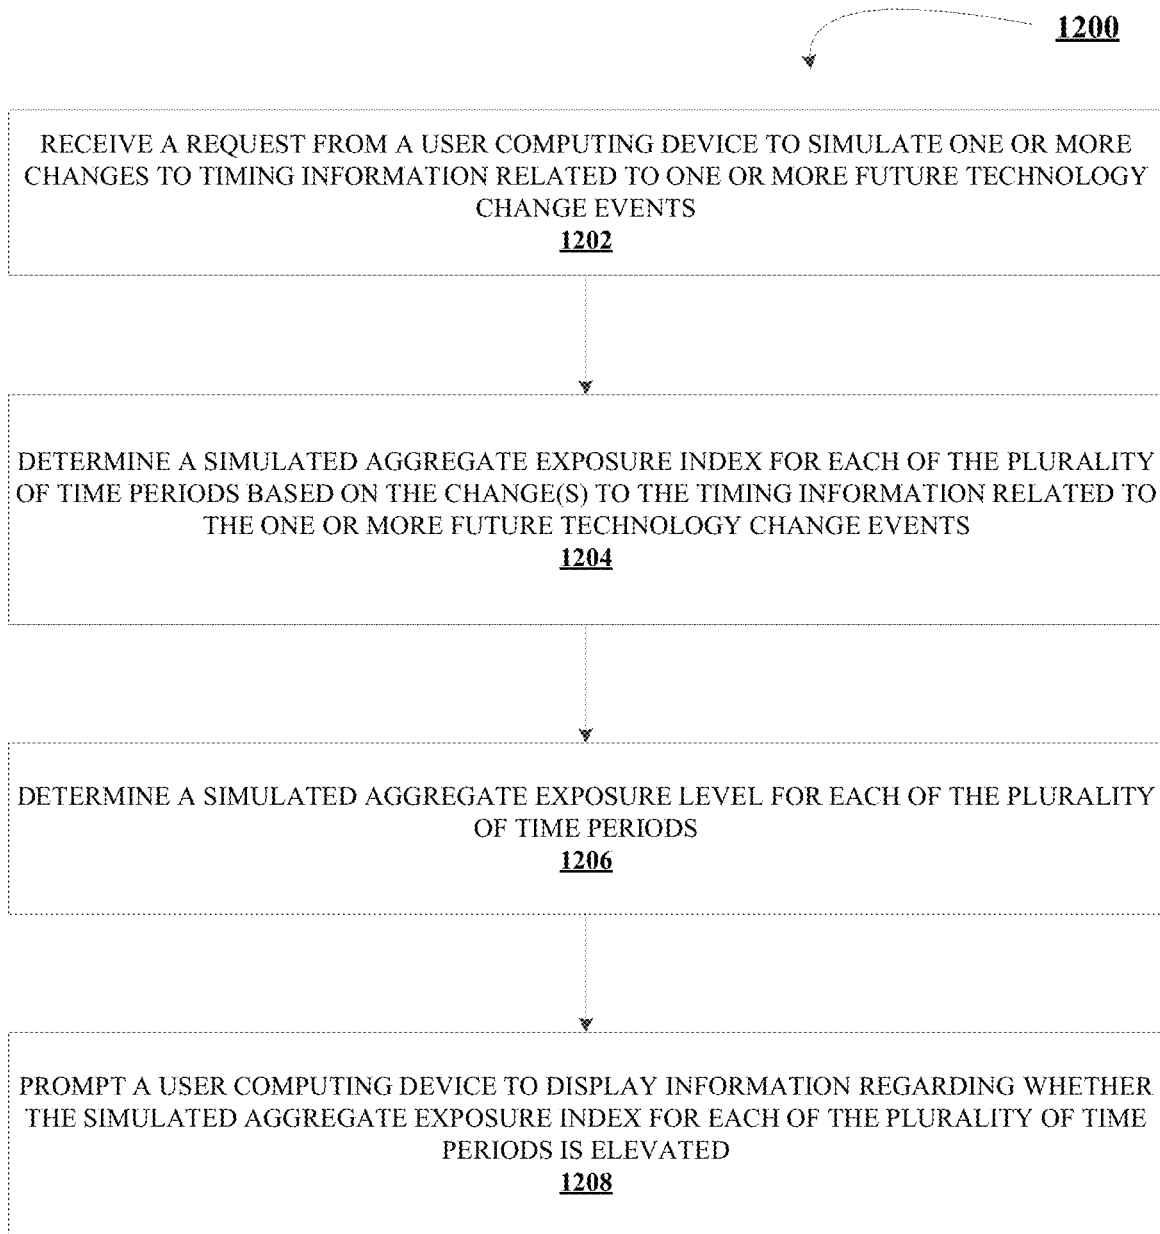 1200
RECEIVE A REQUEST FROM A USER COMPUTING DEVICE TO SIMULATE ONE OR MORE
CHANGES TO TIMING INFORMATION RELATED TO ONE OR MORE FUTURE TECHNOLOGY
CHANGE EVENTS
1202
DETERMINE A SIMULATED AGGREGATE EXPOSURE INDEX FOR EACH OF THE PLURALITY
OF TIME PERIODS BASED ON THE CHANGE(S) TO THE TIMING INFORMATION RELATED TO
THE ONE OR MORE FUTURE TECHNOLOGY CHANGE EVENTS
1204
DETERMINE A SIMULATED AGGREGATE EXPOSURE LEVEL FOR EACH OF THE PLURALITY
OF TIME PERIODS
1206
PROMPT A USER COMPUTING DEVICE TO DISPLAY INFORMATION REGARDING WHETHER
THE SIMULATED AGGREGATE EXPOSURE INDEX FOR EACH OF THE PLURALITY OF TIME
PERIODS IS ELEVATED
1208